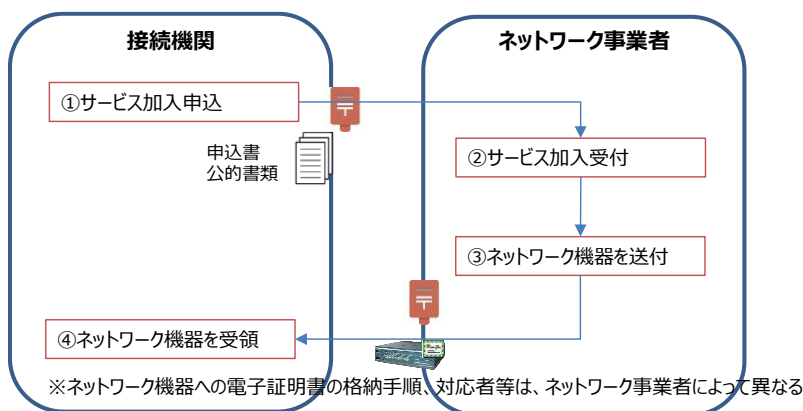 接続機関
ネットワーク事業者
①サービス加入申込
申込書
公的書類
②サービス加入受付
③ネットワーク機器を送付
④ネットワーク機器を受領
※ネットワーク機器への電子証明書の格納手順、対応者等は、ネットワーク事業者によって異なる